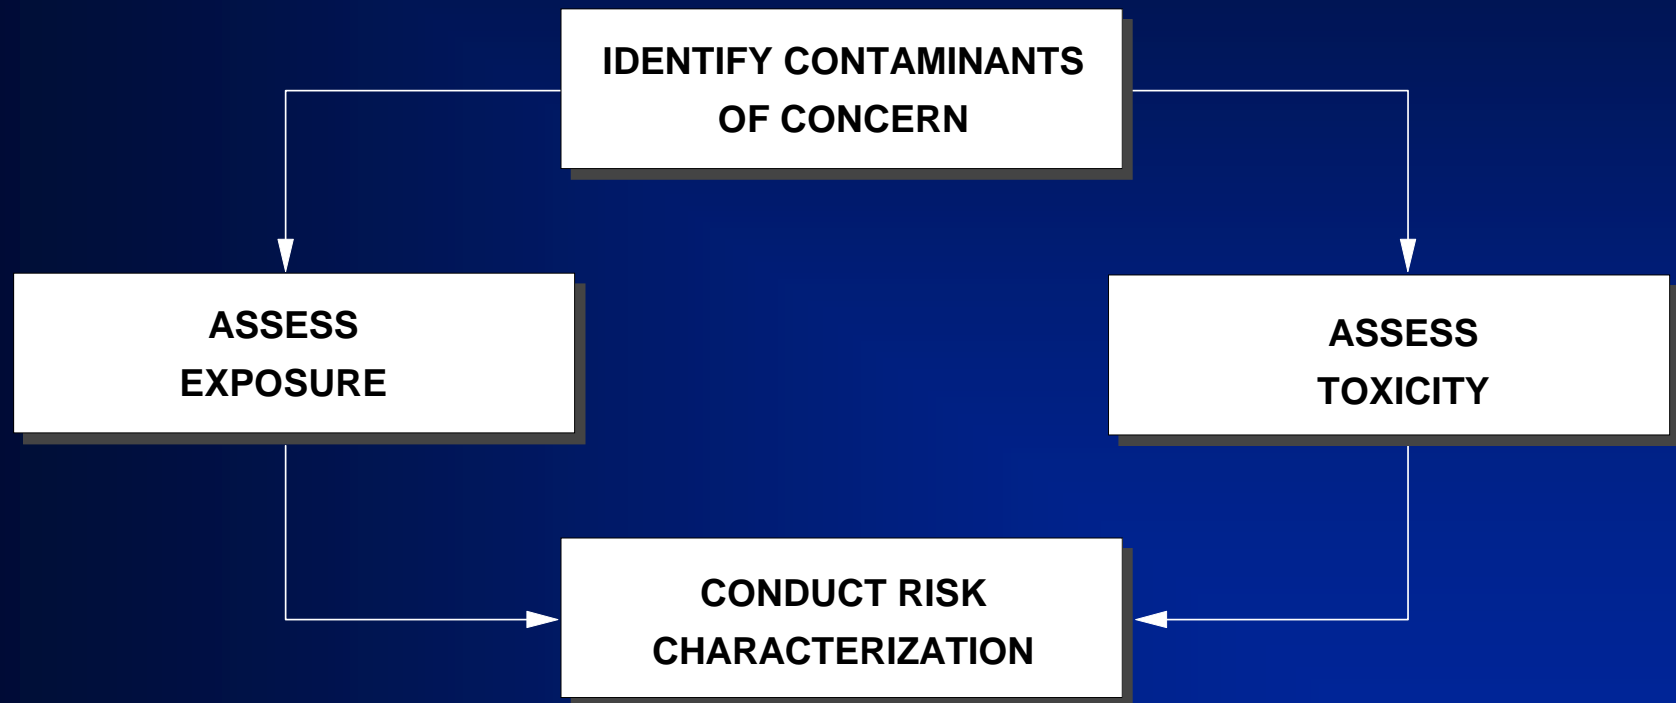 IDENTIFY CONTAMINANTS
OF CONCERN
ASSESS
EXPOSURE
ASSESS
TOXICITY
CONDUCT RISK
CHARACTERIZATION